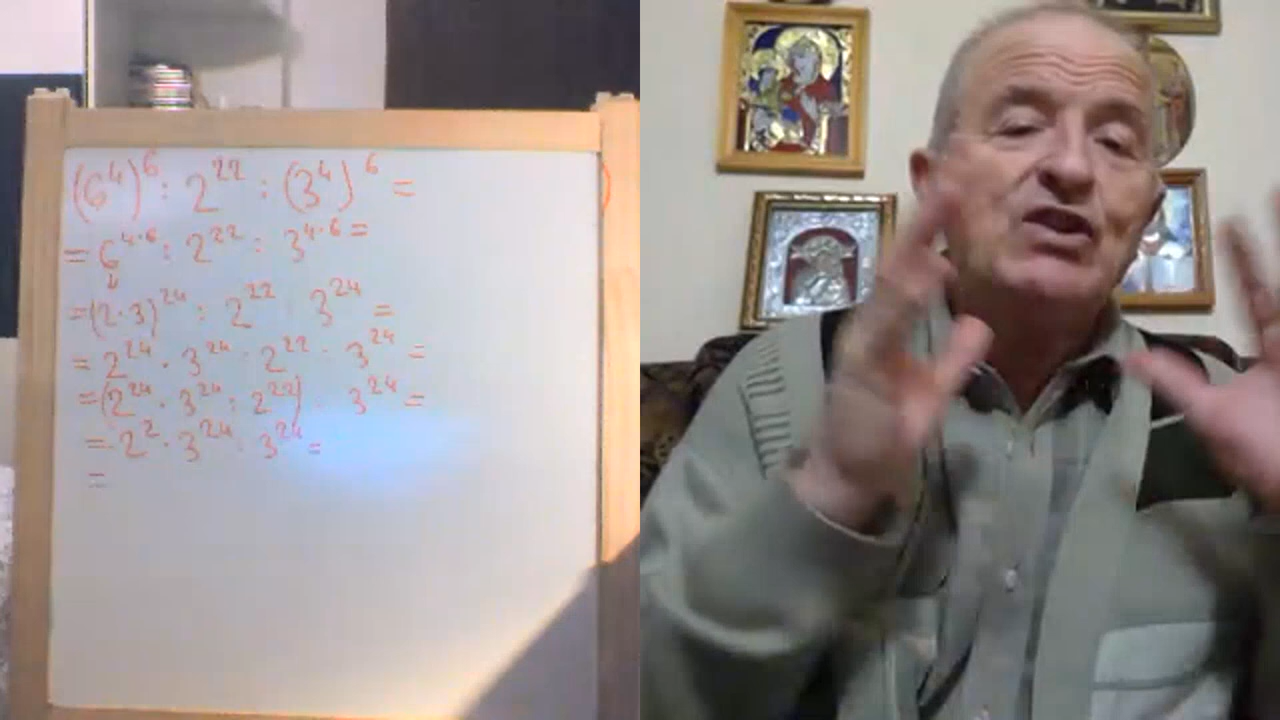 (6⁴)⁶ : 2²² : (3⁴)⁶ =
= 6⁴·⁶ : 2²² : 3⁴·⁶ =
= (2·3)²⁴ : 2²² : 3²⁴ =
= 2²⁴ · 3²⁴ : 2²² : 3²⁴ =
= (2²⁴ · 3²⁴ : 2²²) : 3²⁴ =
= 2² · 3²⁴ : 3²⁴ =
=